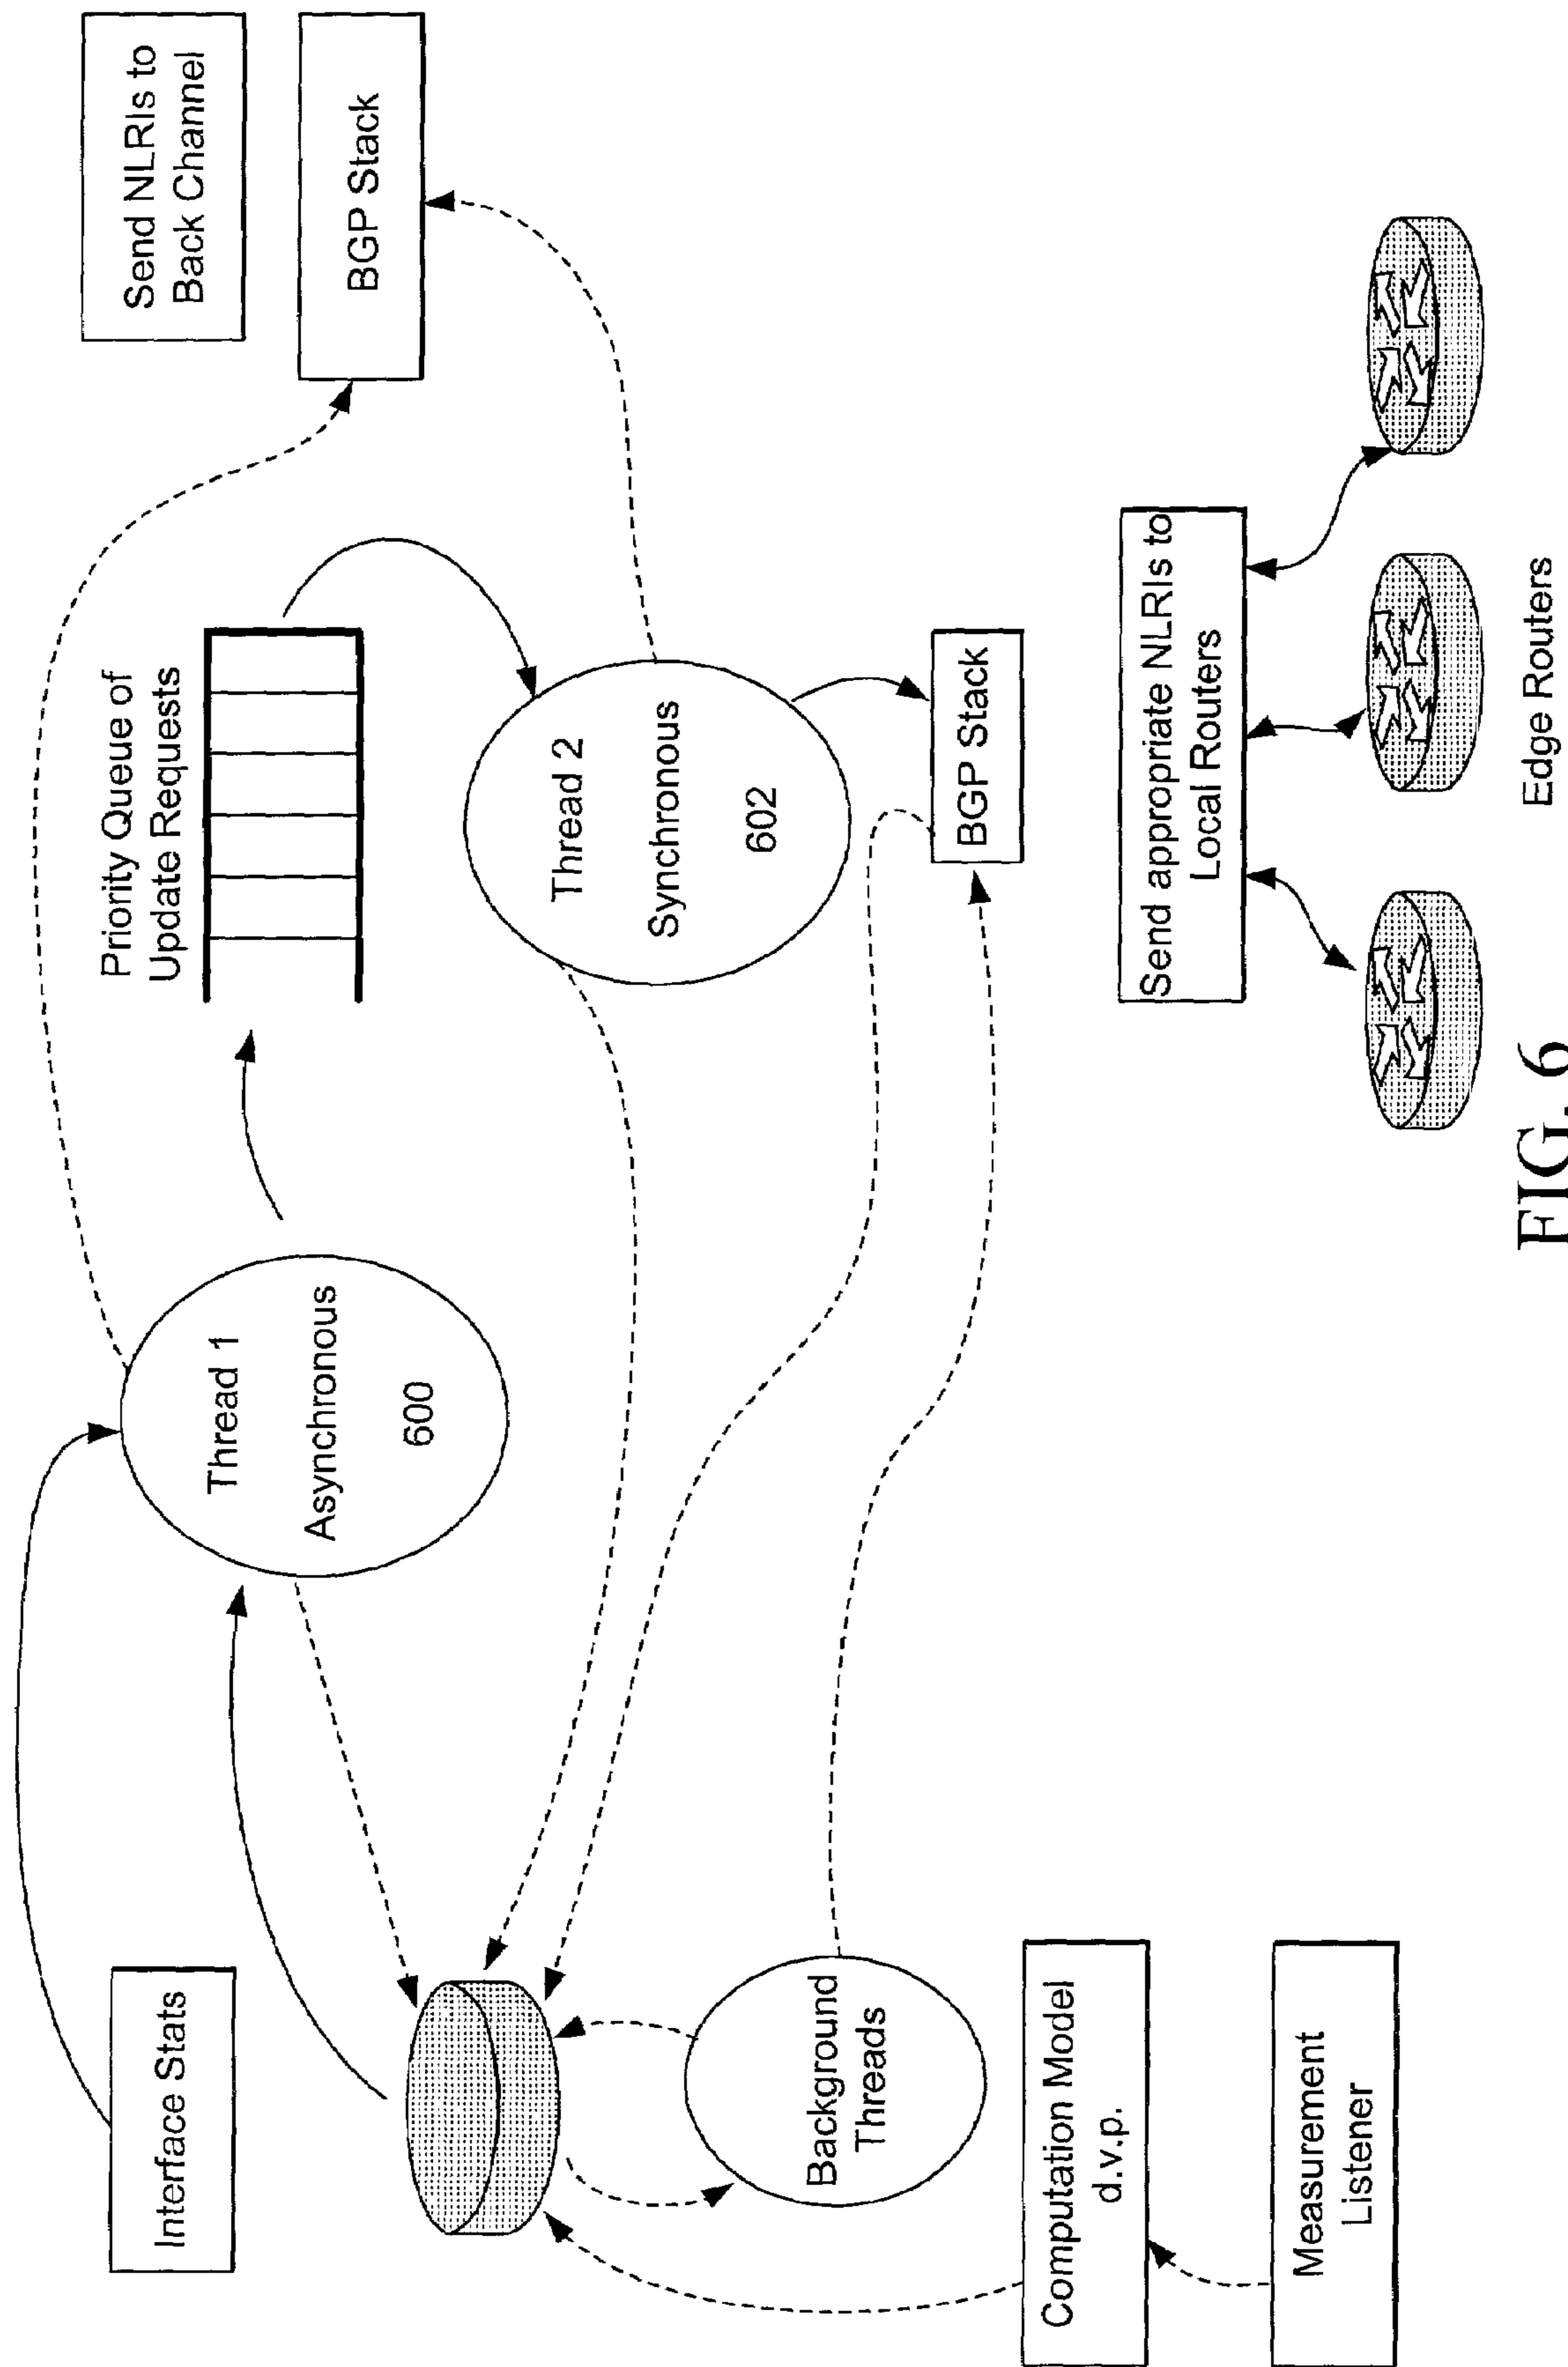 Send NLRIs to
Back Channel
BGP Stack
Priority Queue of
Update Requests
Interface Stats
Thread 1
Asynchronous
600
Thread 2
Synchronous
602
BGP Stack
Background
Threads
Computation Model
d.v.p.
Measurement
Listener
Send appropriate NLRIs to
Local Routers
Edge Routers
FIG. 6